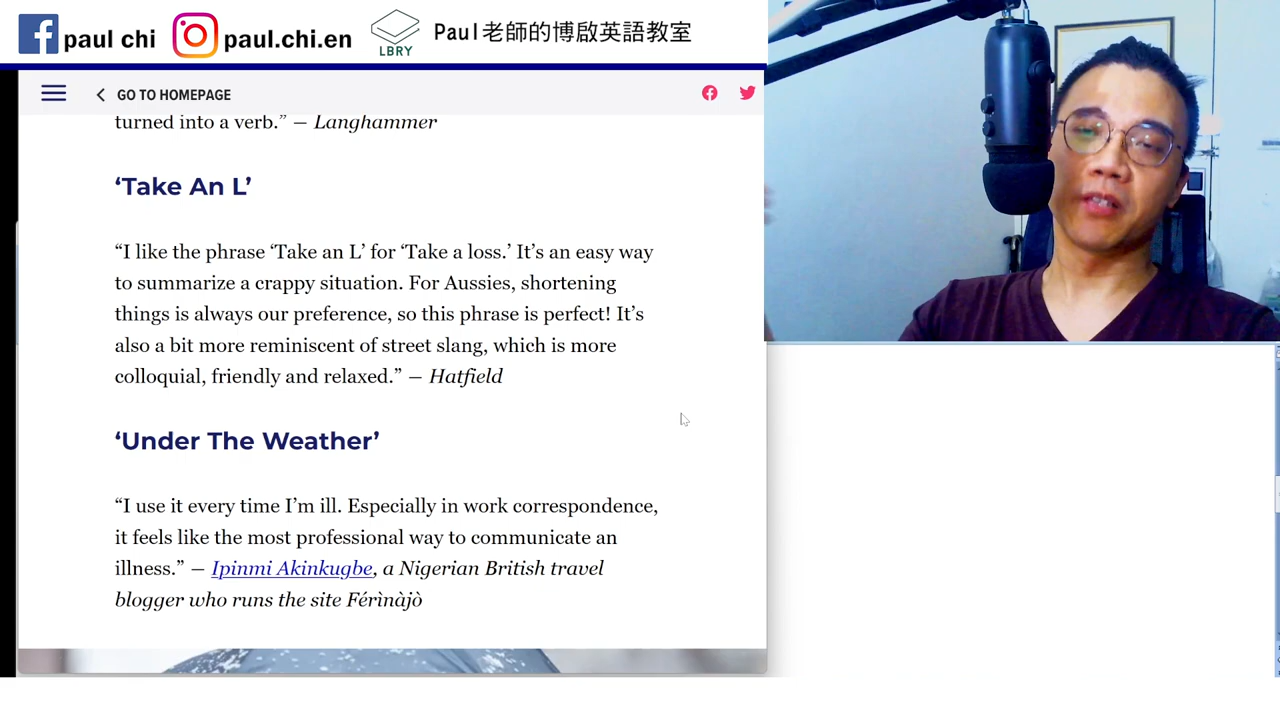 paul chi
paul.chi.en
LBRY
Paul老師的博啟英語教室
GO TO HOMEPAGE
turned into a verb.” — Langhammer
‘Take An L’
“I like the phrase ‘Take an L’ for ‘Take a loss.’ It’s an easy way
to summarize a crappy situation. For Aussies, shortening
things is always our preference, so this phrase is perfect! It’s
also a bit more reminiscent of street slang, which is more
colloquial, friendly and relaxed.” — Hatfield
‘Under The Weather’
“I use it every time I’m ill. Especially in work correspondence,
it feels like the most professional way to communicate an
illness.” — Ipinmi Akinkugbe, a Nigerian British travel
blogger who runs the site Férìnàjò